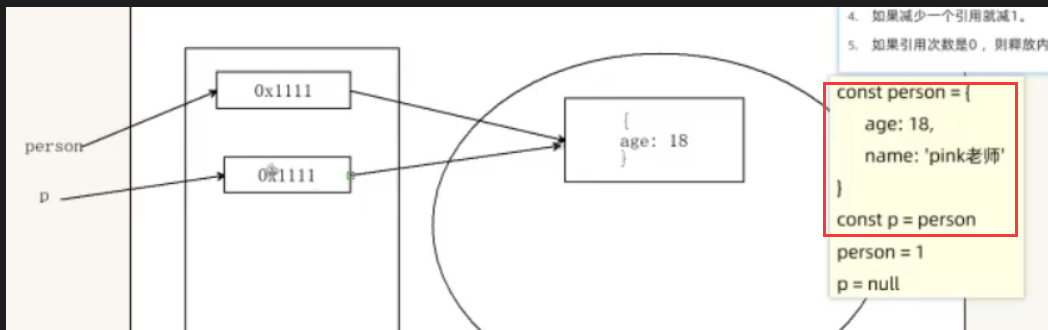 4. 如果减少一个引用就减1。
5. 如果引用次数是0，则释放内
0x1111
person
0x1111
p
{
age: 18
}
const person = {
age: 18,
name: 'pink老师'
}
const p = person
person = 1
p = null